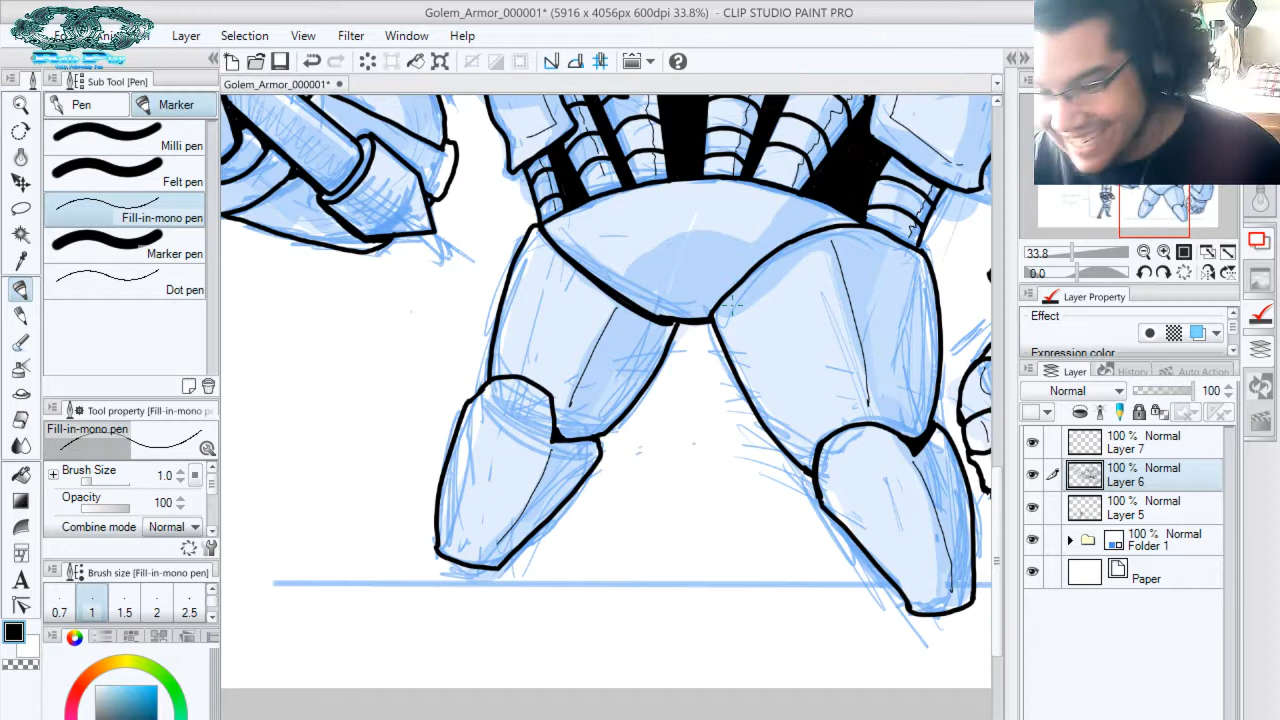 Golem_Armor_000001* (5916 x 4056px 600dpi 33.8%) - CLIP STUDIO PAINT PRO
Layer Selection View Filter Window Help
Sub Tool [Pen]
Golem_Armor_000001*
Pen Marker
Milli pen
Felt pen
Fill-in-mono pen
Marker pen
Dot pen
Tool property [Fill-in-mono pe
Fill-in-mono pen
Brush Size 1.0
Opacity 100
Combine mode Normal
Brush size [Fill-in-mono pen]
0.7 1 1.5 2 2.5
33.8
0.0
Layer Property
Effect
Expression color
Layer History Auto Action
Normal 100
100 % Normal
Layer 7
100 % Normal
Layer 6
100 % Normal
Layer 5
100 % Normal
Folder 1
Paper